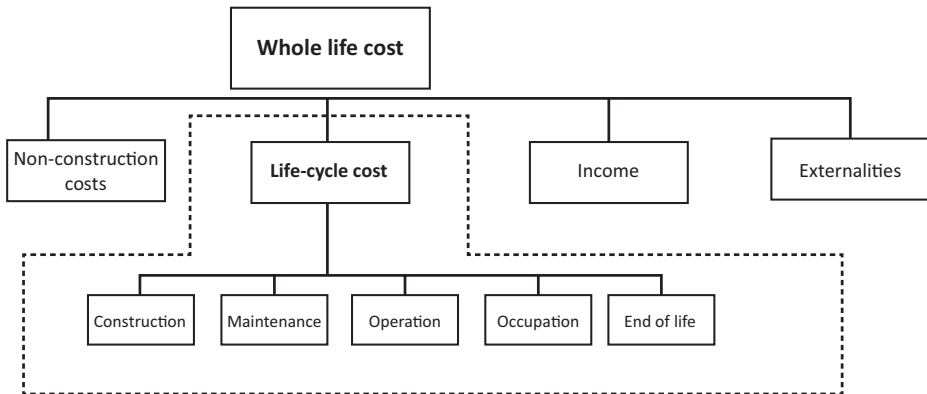 Whole life cost
Non-construction
costs
Life-cycle cost
Income
Externalities
Construction
Maintenance
Operation
Occupation
End of life